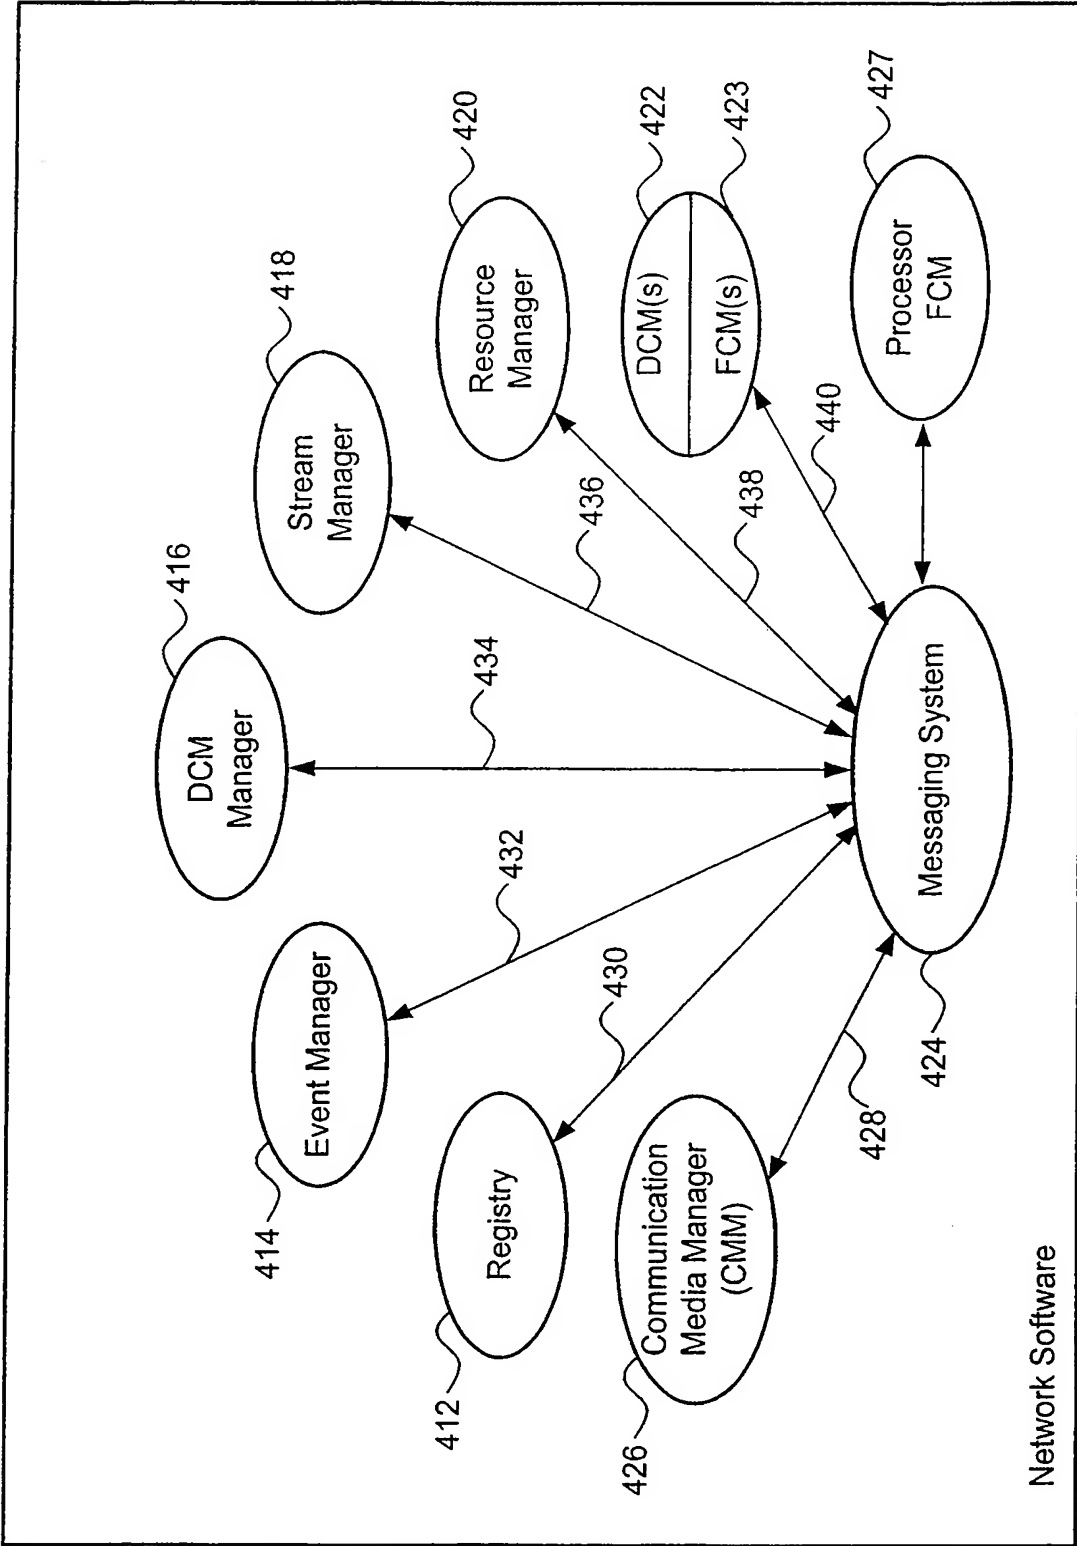 416
DCM
Manager
418
Stream
Manager
414
Event Manager
420
Resource
Manager
412
Registry
422
DCM(s)
423
FCM(s)
426
Communication
Media Manager
(CMM)
427
Processor
FCM
424
Messaging System
428
430
432
434
436
438
440
Network Software